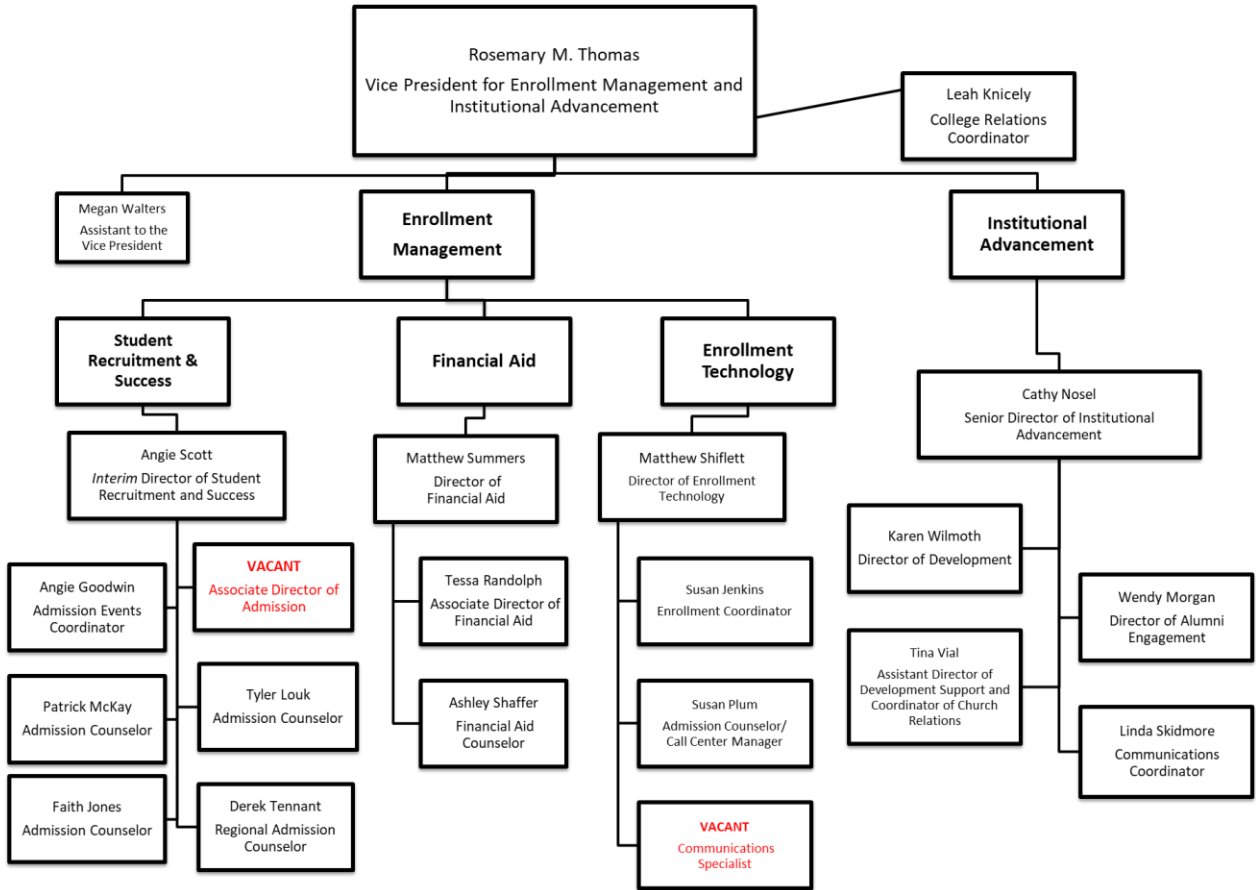 Rosemary M. Thomas
Vice President for Enrollment Management and
Institutional Advancement
Leah Knicely
College Relations
Coordinator
Megan Walters
Assistant to the
Vice President
Enrollment
Management
Institutional
Advancement
Student
Recruitment &
Success
Financial Aid
Enrollment
Technology
Cathy Nosel
Senior Director of Institutional
Advancement
Angie Scott
Interim Director of Student
Recruitment and Success
Matthew Summers
Director of
Financial Aid
Matthew Shiflett
Director of Enrollment
Technology
Karen Wilmoth
Director of Development
Angie Goodwin
Admission Events
Coordinator
VACANT
Associate Director of
Admission
Tessa Randolph
Associate Director of
Financial Aid
Susan Jenkins
Enrollment Coordinator
Wendy Morgan
Director of Alumni
Engagement
Tina Vial
Assistant Director of
Development Support and
Coordinator of Church
Relations
Patrick McKay
Admission Counselor
Tyler Louk
Admission Counselor
Ashley Shaffer
Financial Aid
Counselor
Susan Plum
Admission Counselor/
Call Center Manager
Linda Skidmore
Communications
Coordinator
Faith Jones
Admission Counselor
Derek Tennant
Regional Admission
Counselor
VACANT
Communications
Specialist